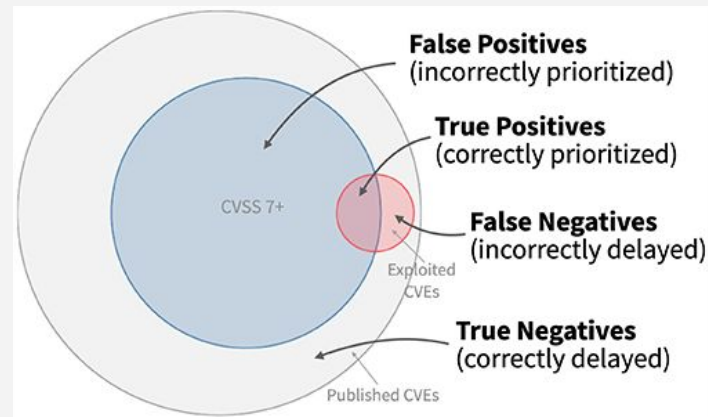 False Positives
(incorrectly prioritized)
True Positives
(correctly prioritized)
CVSS 7+
False Negatives
(incorrectly delayed)
Exploited
CVEs
True Negatives
(correctly delayed)
Published CVEs